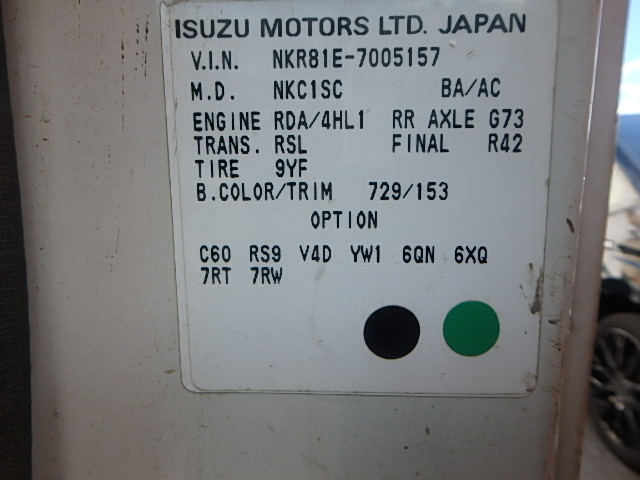 ISUZU MOTORS LTD. JAPAN
V.I.N. NKR81E-7005157
M.D. NKC1SC BA/AC
ENGINE RDA/4HL1 RR AXLE G73
TRANS. RSL FINAL R42
TIRE 9YF
B.COLOR/TRIM 729/153
OPTION
C60 RS9 V4D YW1 6QN 6XQ
7RT 7RW